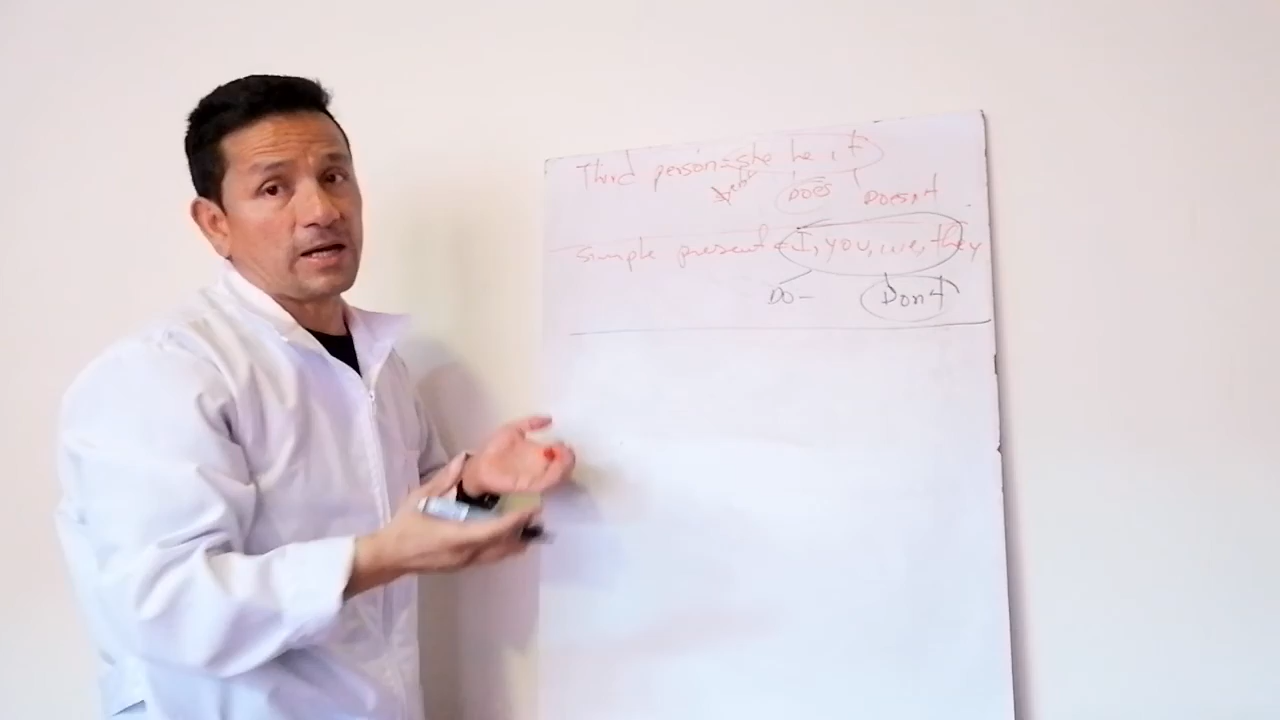 Third person = she he it
DOES Doesn't
simple present = I, you, we, they
DO - Don't